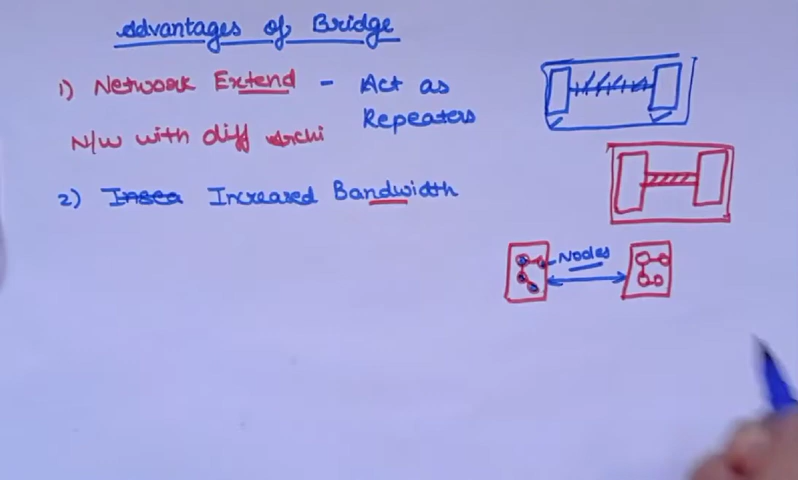 Advantages of Bridge
1) Network Extend - Act as
Repeaters
N/w with diff Archi
2) Increased Bandwidth
Nodes